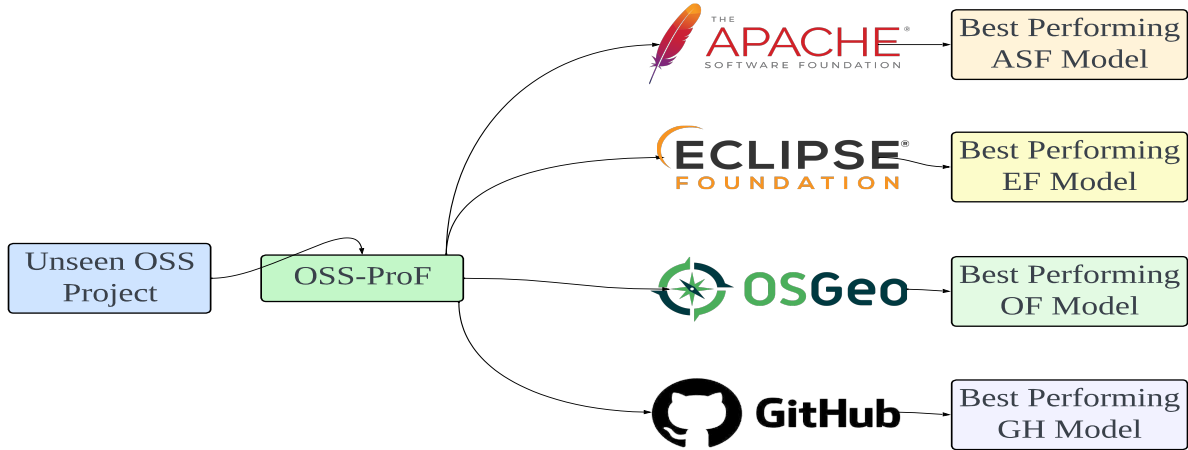 Unseen OSS
Project
OSS-ProF
THE
APACHE®
SOFTWARE FOUNDATION
Best Performing
ASF Model
ECLIPSE®
FOUNDATION
Best Performing
EF Model
OSGeo
Best Performing
OF Model
GitHub
Best Performing
GH Model